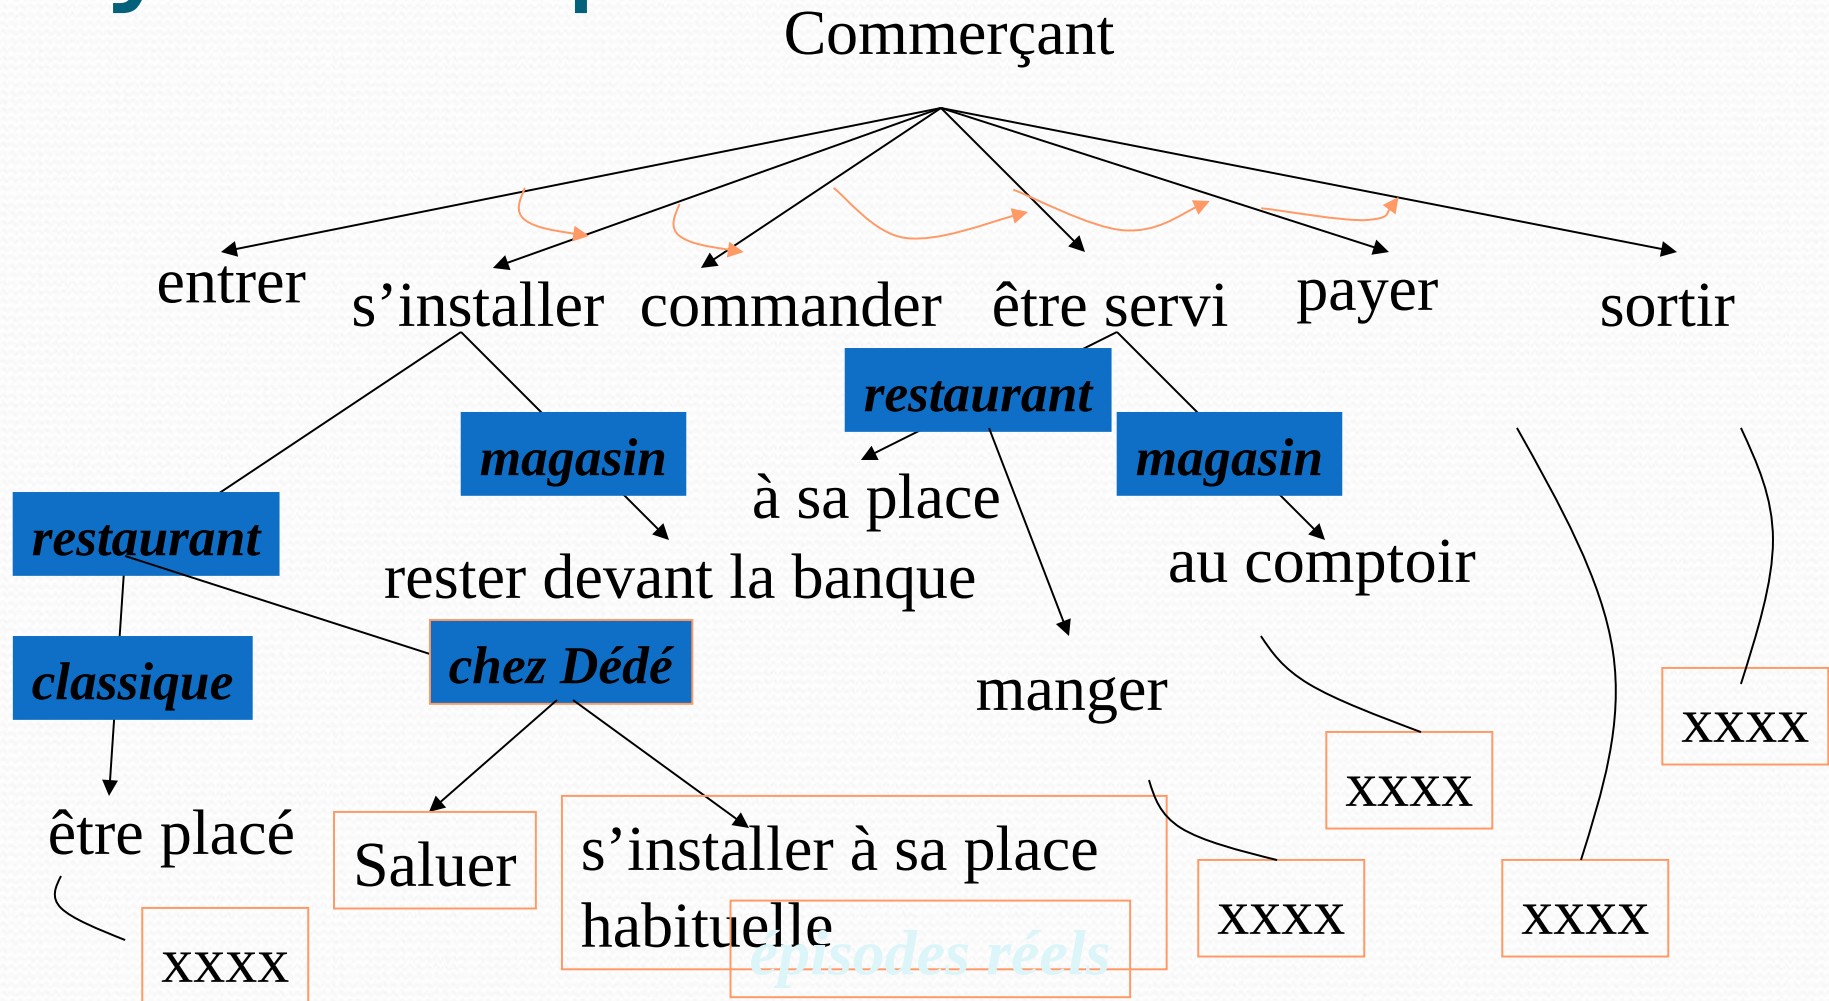 Commerçant
entrer
s’installer
commander
être servi
payer
sortir
restaurant
magasin
magasin
à sa place
restaurant
au comptoir
rester devant la banque
classique
chez Dédé
manger
xxxx
xxxx
être placé
Saluer
s’installer à sa place
habituelle
xxxx
xxxx
épisodes réels
xxxx